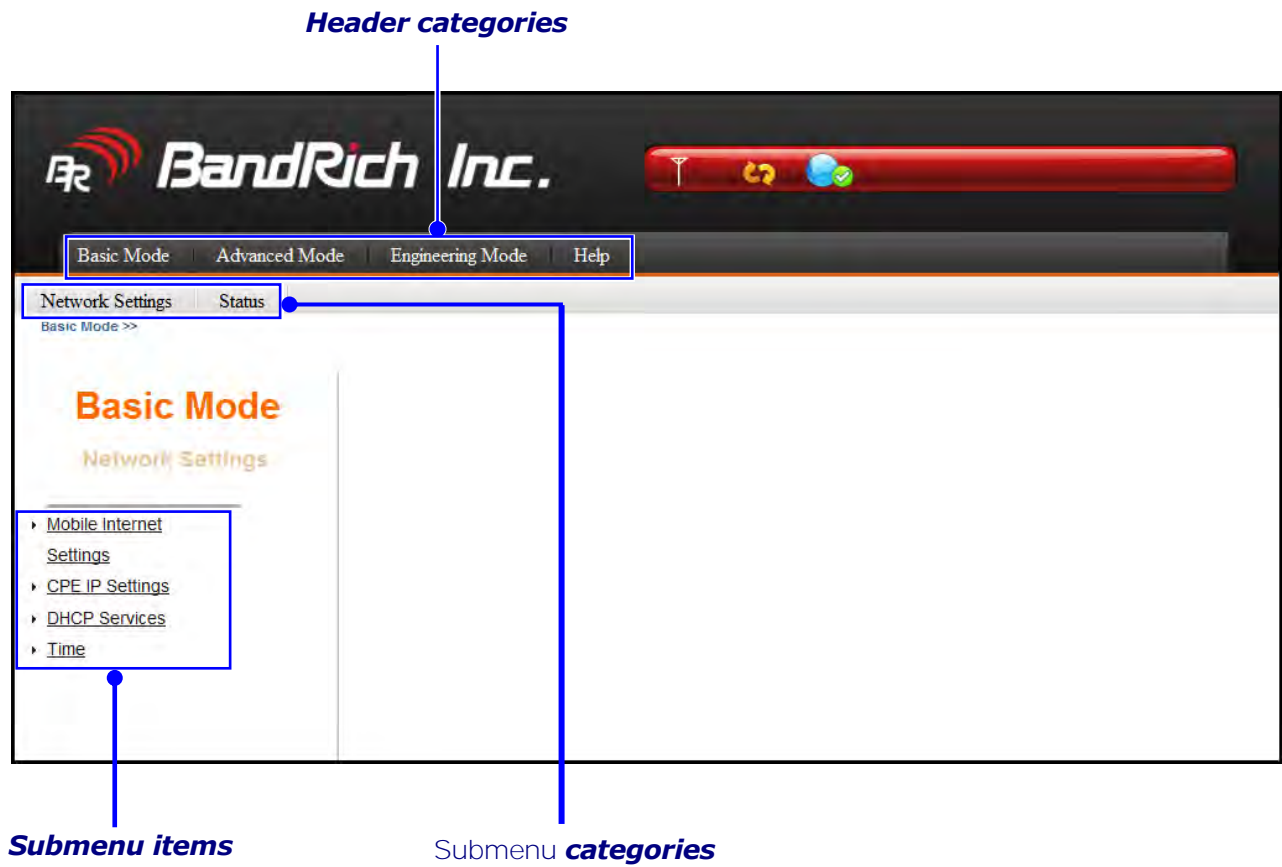 Header categories
BR BandRich Inc.
Basic Mode Advanced Mode Engineering Mode Help
Network Settings Status
Basic Mode >>
Basic Mode
Network Settings
Mobile Internet
Settings
CPE IP Settings
DHCP Services
Time
Submenu items
Submenu categories